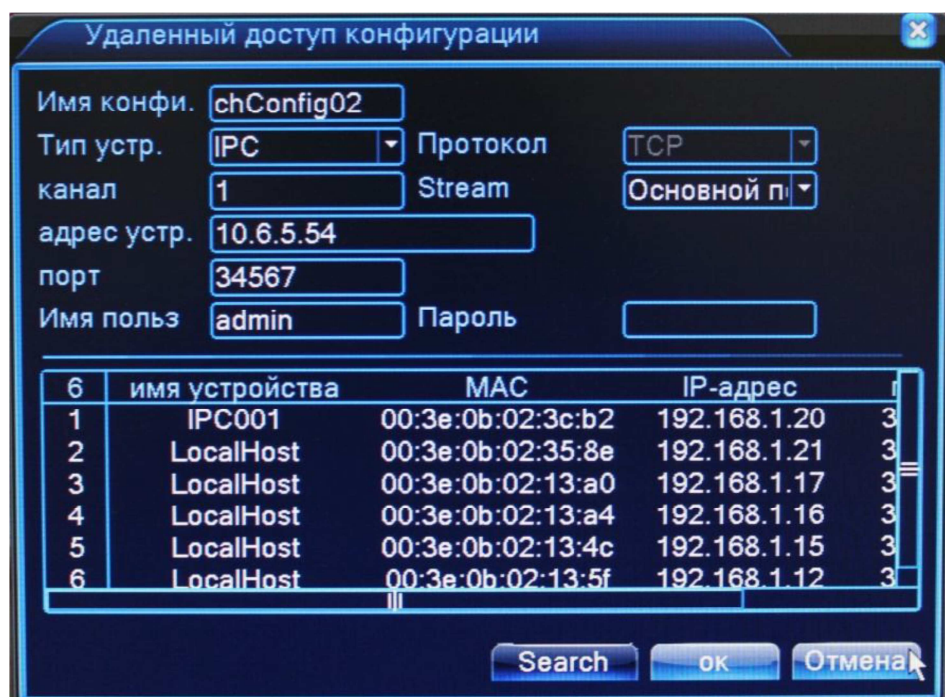 Удаленный доступ конфигурации
Имя конфи. chConfig02
Тип устр. IPC Протокол TCP
канал 1 Stream Основной п
адрес устр. 10.6.5.54
порт 34567
Имя польз admin Пароль
6 имя устройства MAC IP-адрес
1 IPC001 00:3e:0b:02:3c:b2 192.168.1.20 3
2 LocalHost 00:3e:0b:02:35:8e 192.168.1.21 3
3 LocalHost 00:3e:0b:02:13:a0 192.168.1.17 3
4 LocalHost 00:3e:0b:02:13:a4 192.168.1.16 3
5 LocalHost 00:3e:0b:02:13:4c 192.168.1.15 3
6 LocalHost 00:3e:0b:02:13:5f 192.168.1.12 3
Search ок Отмена